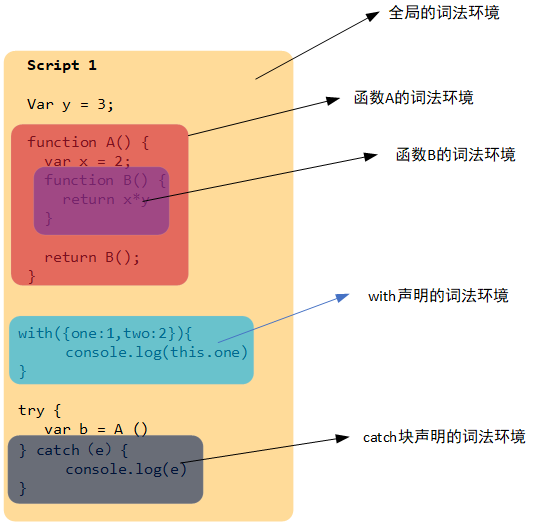 全局的词法环境
Script 1
Var y = 3;
函数A的词法环境
function A() {
var x = 2;
function B() {
return x*y
}
函数B的词法环境
return B();
}
with声明的词法环境
with({one:1,two:2}){
console.log(this.one)
}
try {
var b = A ()
} catch（e）{
console.log(e)
}
catch块声明的词法环境